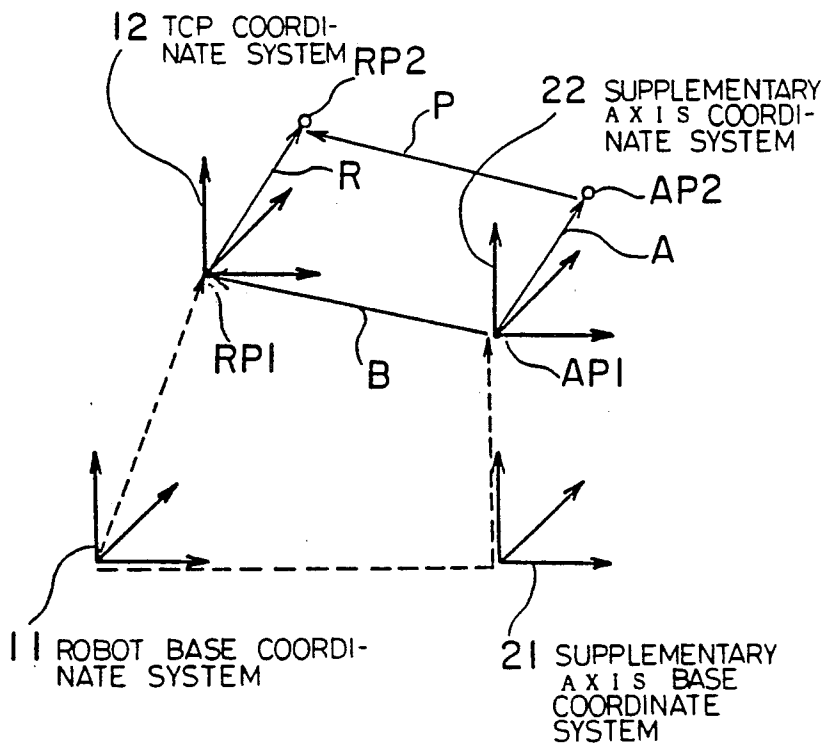 12 TCP COORDI-
NATE SYSTEM
RP2
P
22 SUPPLEMENTARY
AXIS COORDI-
NATE SYSTEM
R
AP2
A
RP1
B
AP1
11 ROBOT BASE COORDI-
NATE SYSTEM
21 SUPPLEMENTARY
AXIS BASE
COORDINATE
SYSTEM